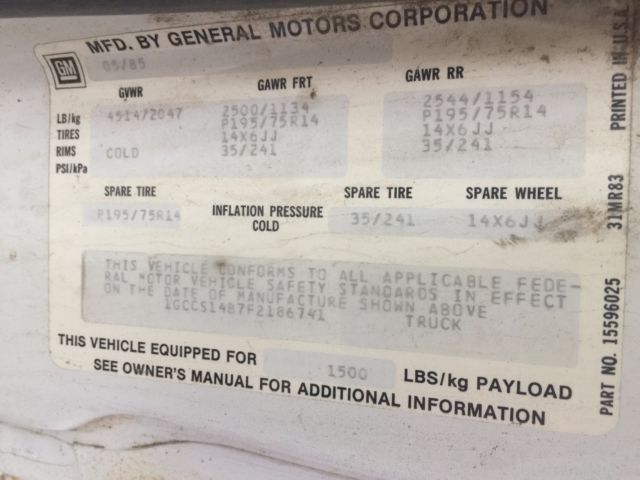 MFD. BY GENERAL MOTORS CORPORATION
GM
05/85
GVWR GAWR FRT GAWR RR
LB/kg 4514/2047 2500/1134 2544/1154
TIRES P195/75R14 P195/75R14
RIMS 14X6JJ 14X6JJ
PSI/kPa COLD 35/241 35/241
SPARE TIRE SPARE TIRE SPARE WHEEL
P195/75R14 INFLATION PRESSURE COLD 35/241 14X6JJ
THIS VEHICLE CONFORMS TO ALL APPLICABLE FEDE-
RAL MOTOR VEHICLE SAFETY STANDARDS IN EFFECT
ON THE DATE OF MANUFACTURE SHOWN ABOVE
1GCCS14B7F2186741 TRUCK
THIS VEHICLE EQUIPPED FOR 1500 LBS/kg PAYLOAD
SEE OWNER'S MANUAL FOR ADDITIONAL INFORMATION
PART NO. 15596025 31MR83 PRINTED IN U.S.A.